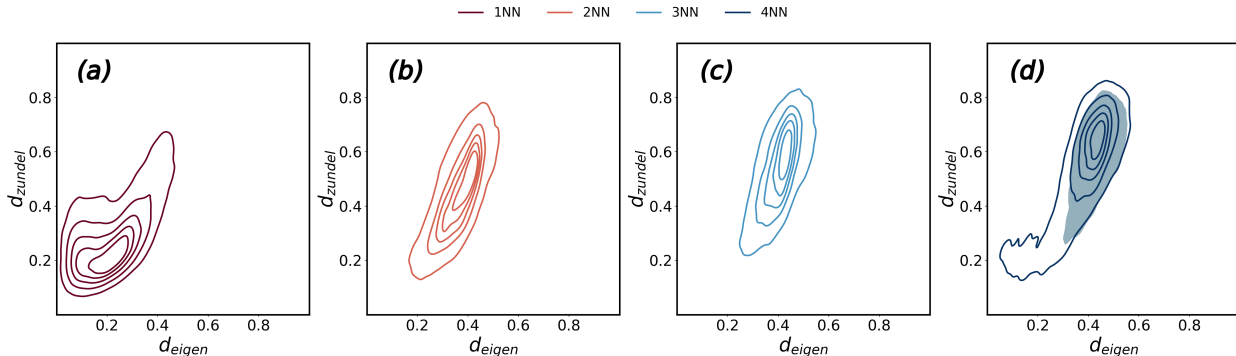 1NN 2NN 3NN 4NN
(a) (b) (c) (d)
0.8 0.8 0.8 0.8
0.6 0.6 0.6 0.6
d_zundel d_zundel d_zundel d_zundel
0.4 0.4 0.4 0.4
0.2 0.2 0.2 0.2
0.2 0.4 0.6 0.8 0.2 0.4 0.6 0.8 0.2 0.4 0.6 0.8 0.2 0.4 0.6 0.8
d_eigen d_eigen d_eigen d_eigen